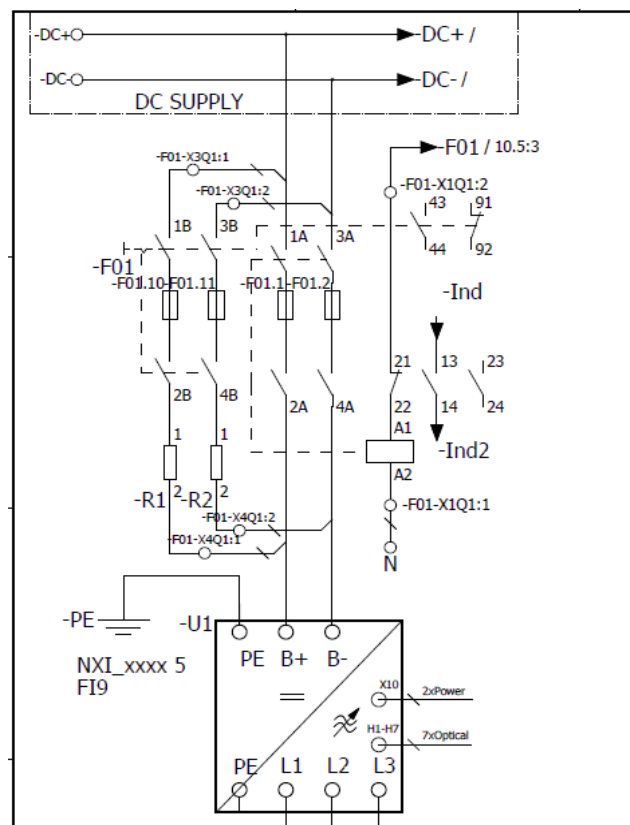 -DC+
-DC+ /
-DC-
-DC- /
DC SUPPLY
-F01 / 10.5:3
-F01-X3Q1:1
-F01-X3Q1:2
-F01-X1Q1:2
43
91
1B
3B
1A
3A
44
92
-F01
-F01.10
-F01.11
-F01.1
-F01.2
-Ind
21
13
23
2B
4B
2A
4A
22
14
24
A1
1
1
-Ind2
A2
-R1
2
-R2
2
-F01-X1Q1:1
-F01-X4Q1:2
-F01-X4Q1:1
N
-PE
-U1
PE B+ B-
NXI_xxxx 5
FI9
X10
2xPower
H1-H7
7xOptical
PE L1 L2 L3